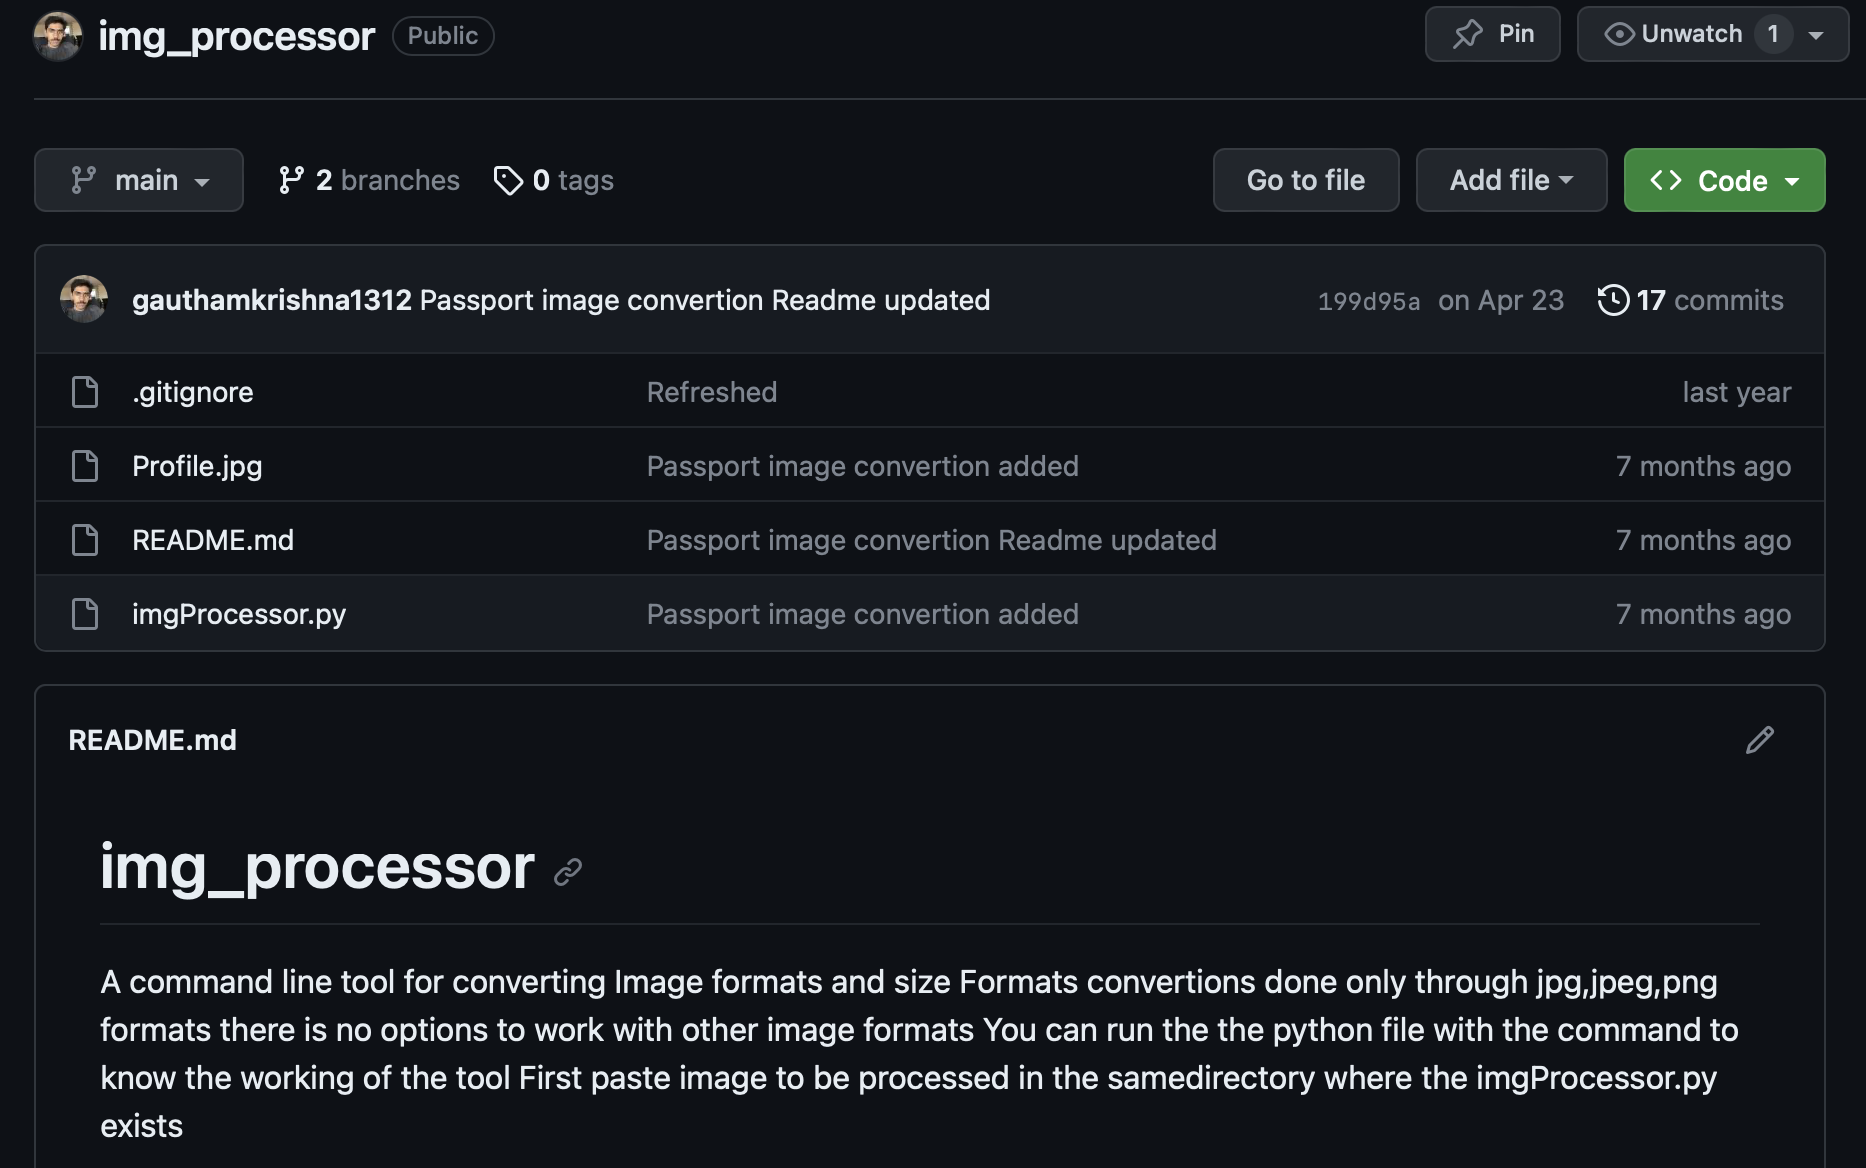 img_processor Public Pin Unwatch 1
main 2 branches 0 tags Go to file Add file Code
gauthamkrishna1312 Passport image convertion Readme updated 199d95a on Apr 23 17 commits
.gitignore Refreshed last year
Profile.jpg Passport image convertion added 7 months ago
README.md Passport image convertion Readme updated 7 months ago
imgProcessor.py Passport image convertion added 7 months ago
README.md
img_processor
A command line tool for converting Image formats and size Formats convertions done only through jpg,jpeg,png
formats there is no options to work with other image formats You can run the the python file with the command to
know the working of the tool First paste image to be processed in the samedirectory where the imgProcessor.py
exists